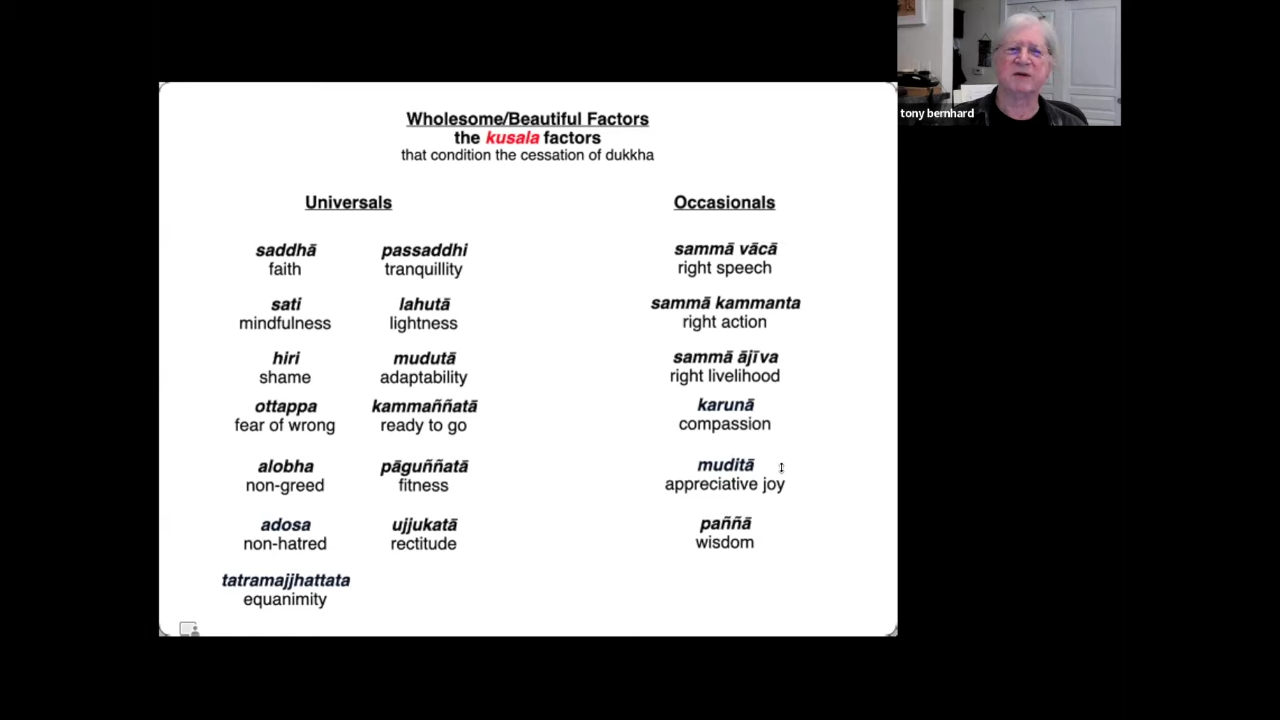 tony bernhard
Wholesome/Beautiful Factors
the kusala factors
that condition the cessation of dukkha
Universals
saddhā
faith
sati
mindfulness
hiri
shame
ottappa
fear of wrong
alobha
non-greed
adosa
non-hatred
tatramajjhattata
equanimity
passaddhi
tranquillity
lahutā
lightness
mudutā
adaptability
kammaññatā
ready to go
pāguññatā
fitness
ujjukatā
rectitude
Occasionals
sammā vācā
right speech
sammā kammanta
right action
sammā ājīva
right livelihood
karunā
compassion
muditā
appreciative joy
paññā
wisdom